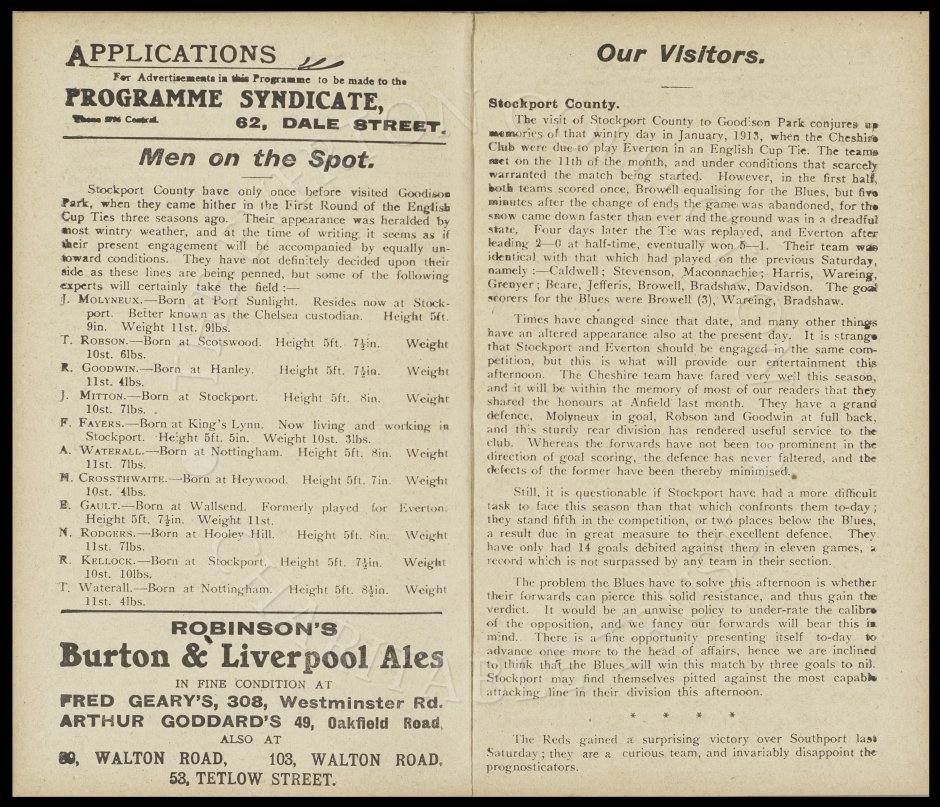 APPLICATIONS
For Advertisements in this Programme to be made to the
PROGRAMME SYNDICATE,
'Phone 5794 Central.
62, DALE STREET.
Men on the Spot.
Stockport County have only once before visited Goodison
Park, when they came hither in the First Round of the English
Cup Ties three seasons ago. Their appearance was heralded by
most wintry weather, and at the time of writing it seems as if
their present engagement will be accompanied by equally un-
toward conditions. They have not definitely decided upon their
side as these lines are being penned, but some of the following
experts will certainly take the field :—
J. MOLYNEUX.—Born at Port Sunlight. Resides now at Stock-
port. Better known as the Chelsea custodian. Height 5ft.
9in. Weight 11st. 9lbs.
T. ROBSON.—Born at Scotswood. Height 5ft. 7½in. Weight
10st. 6lbs.
R. GOODWIN.—Born at Hanley. Height 5ft. 7½in. Weight
11st. 4lbs.
J. MITTON.—Born at Stockport. Height 5ft. 8in. Weight
10st. 7lbs.
F. FAYERS.—Born at King's Lynn. Now living and working in
Stockport. Height 5ft. 5in. Weight 10st. 3lbs.
A. WATERALL.—Born at Nottingham. Height 5ft. 8in. Weight
11st. 7lbs.
H. CROSSTHWAITE.—Born at Heywood. Height 5ft. 7in. Weight
10st. 4lbs.
E. GAULT.—Born at Wallsend. Formerly played for Everton.
Height 5ft. 7½in. Weight 11st.
N. RODGERS.—Born at Hooley Hill. Height 5ft. 8in. Weight
11st. 7lbs.
R. KELLOCK.—Born at Stockport. Height 5ft. 7½in. Weight
10st. 10lbs.
T. Waterall.—Born at Nottingham. Height 5ft. 8½in. Weight
11st. 4lbs.
ROBINSON'S
Burton & Liverpool Ales
IN FINE CONDITION AT
FRED GEARY'S, 308, Westminster Rd.
ARTHUR GODDARD'S 49, Oakfield Road,
ALSO AT
WALTON ROAD, 103, WALTON ROAD,
53, TETLOW STREET.
Our Visitors.
Stockport County.
The visit of Stockport County to Goodison Park conjures up
memories of that wintry day in January, 1913, when the Cheshire
Club were due to play Everton in an English Cup Tie. The teams
met on the 11th of the month, and under conditions that scarcely
warranted the match being started. However, in the first half,
both teams scored once, Browell equalising for the Blues, but five
minutes after the change of ends the game was abandoned, for the
snow came down faster than ever and the ground was in a dreadful
state. Four days later the Tie was replayed, and Everton after
leading 2—0 at half-time, eventually won 5—1. Their team was
identical with that which had played on the previous Saturday,
namely :—Caldwell ; Stevenson, Maconnachie ; Harris, Wareing,
Grenyer ; Beare, Jefferis, Browell, Bradshaw, Davidson. The goal
scorers for the Blues were Browell (3), Wareing, Bradshaw.
Times have changed since that date, and many other things
have an altered appearance also at the present day. It is strange
that Stockport and Everton should be engaged in the same com-
petition, but this is what will provide our entertainment this
afternoon. The Cheshire team have fared very well this season,
and it will be within the memory of most of our readers that they
shared the honours at Anfield last month. They have a grand
defence, Molyneux in goal, Robson and Goodwin at full back,
and this sturdy rear division has rendered useful service to the
club. Whereas the forwards have not been too prominent in the
direction of goal scoring, the defence has never faltered, and the
defects of the former have been thereby minimised.
Still, it is questionable if Stockport have had a more difficult
task to face this season than that which confronts them to-day ;
they stand fifth in the competition, or two places below the Blues,
a result due in great measure to their excellent defence. They
have only had 14 goals debited against them in eleven games, a
record which is not surpassed by any team in their section.
The problem the Blues have to solve this afternoon is whether
their forwards can pierce this solid resistance, and thus gain the
verdict. It would be an unwise policy to under-rate the calibre
of the opposition, and we fancy our forwards will bear this in
mind. There is a fine opportunity presenting itself to-day to
advance once more to the head of affairs, hence we are inclined
to think that the Blues will win this match by three goals to nil.
Stockport may find themselves pitted against the most capable
attacking line in their division this afternoon.
* * * *
The Reds gained a surprising victory over Southport last
Saturday ; they are a curious team, and invariably disappoint the
prognosticators.